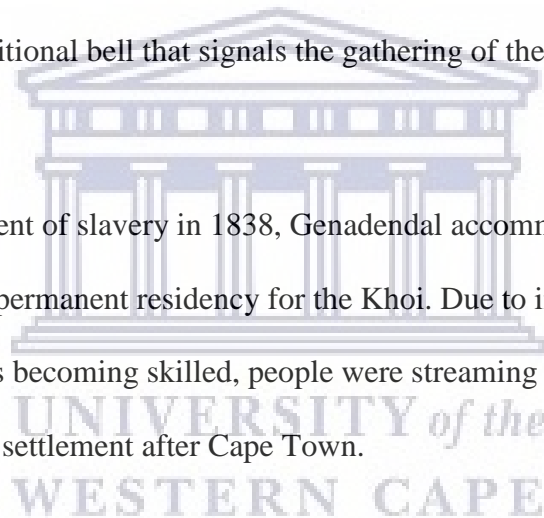 itional bell that signals the gathering of the
ent of slavery in 1838, Genadendal accomm
permanent residency for the Khoi. Due to i
s becoming skilled, people were streaming
settlement after Cape Town.
UNIVERSITY of the
WESTERN CAPE